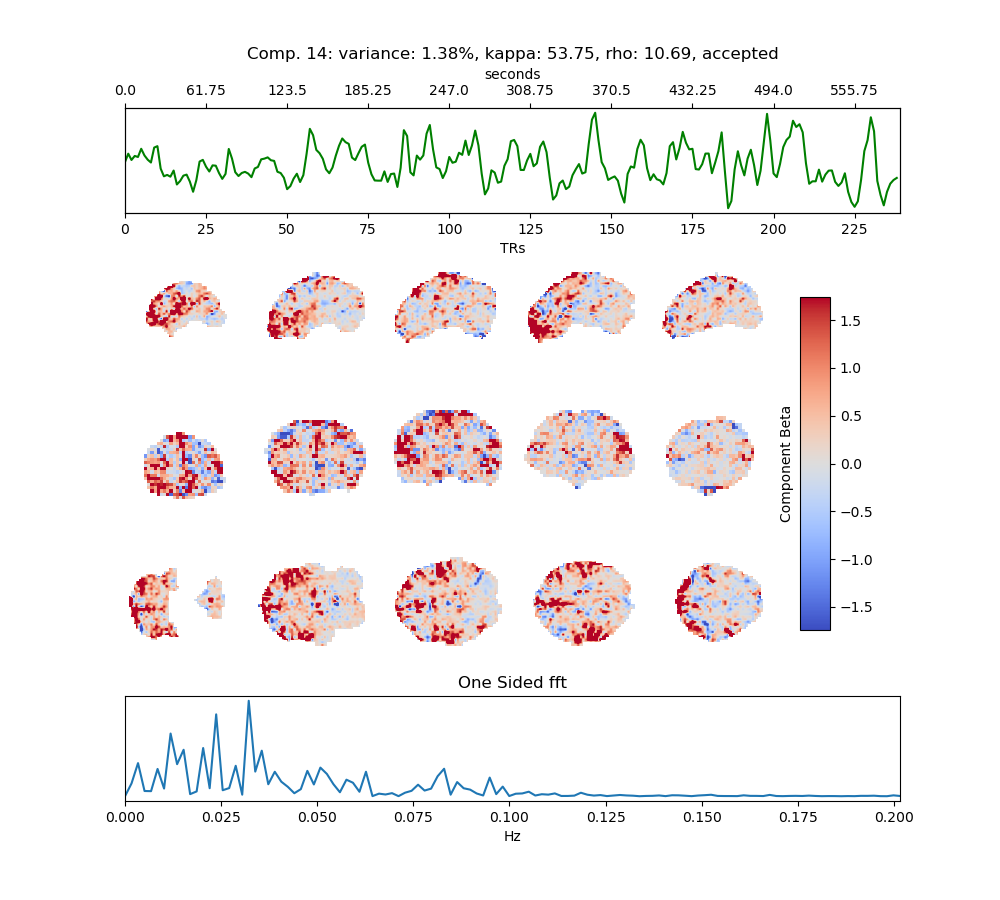 Comp. 14: variance: 1.38%, kappa: 53.75, rho: 10.69, accepted
seconds
0.0 61.75 123.5 185.25 247.0 308.75 370.5 432.25 494.0 555.75
0 25 50 75 100 125 150 175 200 225
TRs
1.5
1.0
0.5
0.0
−0.5
−1.0
−1.5
Component Beta
One Sided fft
0.000 0.025 0.050 0.075 0.100 0.125 0.150 0.175 0.200
Hz